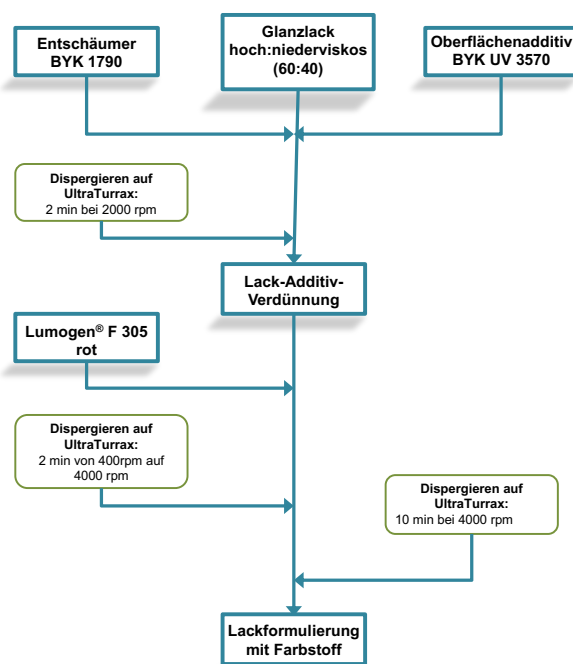 Entschäumer
BYK 1790
Glanzlack
hoch:niederviskos
(60:40)
Oberflächenadditiv
BYK UV 3570
Dispergieren auf
UltraTurrax:
2 min bei 2000 rpm
Lack-Additiv-
Verdünnung
Lumogen® F 305
rot
Dispergieren auf
UltraTurrax:
2 min von 400rpm auf
4000 rpm
Dispergieren auf
UltraTurrax:
10 min bei 4000 rpm
Lackformulierung
mit Farbstoff